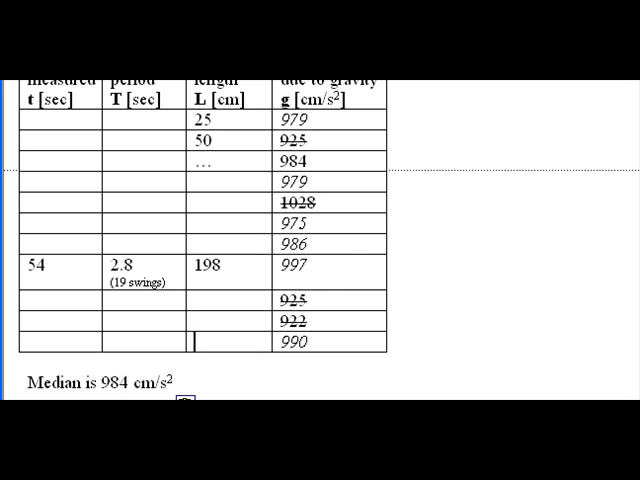 measured period length due to gravity
t [sec] T [sec] L [cm] g [cm/s²]
25 979
50 925
... 984
979
1028
975
986
54 2.8 198 997
(19 swings)
925
922
990
Median is 984 cm/s²